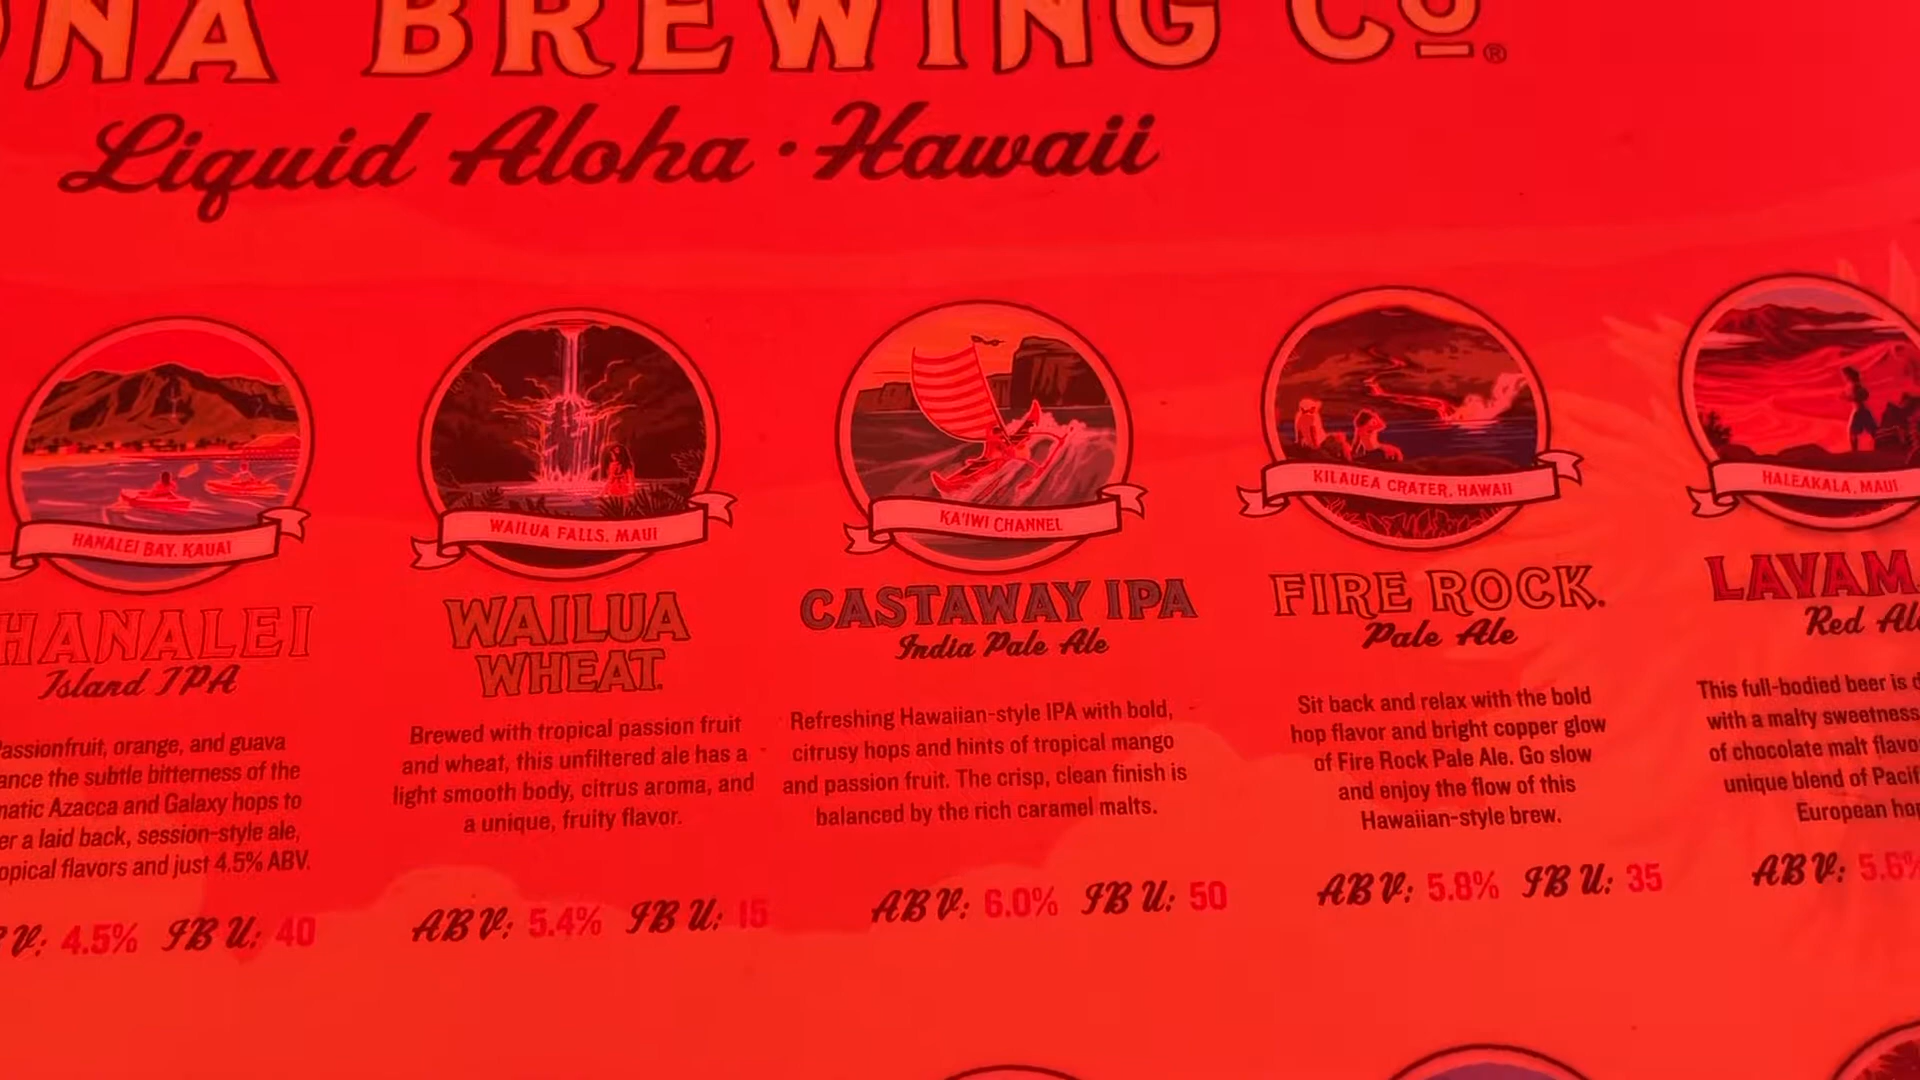 NA BREWING Co®
Liquid Aloha · Hawaii
HANALEI BAY, KAUAI
HANALEI
Island IPA
Passionfruit, orange, and guava
the subtle bitterness of the
Azacca and Galaxy hops to
a laid back, session-style ale,
flavors and just 4.5% ABV.
V: 4.5% IBU: 40
WAILUA FALLS, MAUI
WAILUA
WHEAT.
Brewed with tropical passion fruit
and wheat, this unfiltered ale has a
light smooth body, citrus aroma, and
a unique, fruity flavor.
ABV: 5.4% IBU: 15
KA'IWI CHANNEL
CASTAWAY IPA
India Pale Ale
Refreshing Hawaiian-style IPA with bold,
citrusy hops and hints of tropical mango
and passion fruit. The crisp, clean finish is
balanced by the rich caramel malts.
ABV: 6.0% IBU: 50
KILAUEA CRATER, HAWAII
FIRE ROCK.
Pale Ale
Sit back and relax with the bold
hop flavor and bright copper glow
of Fire Rock Pale Ale. Go slow
and enjoy the flow of this
Hawaiian-style brew.
ABV: 5.8% IBU: 35
HALEAKALA, MAUI
LAVAM
Red Al
This full-bodied beer is
with a malty sweetness
of chocolate malt flavo
unique blend of Pacif
European hop
ABV: 5.6%